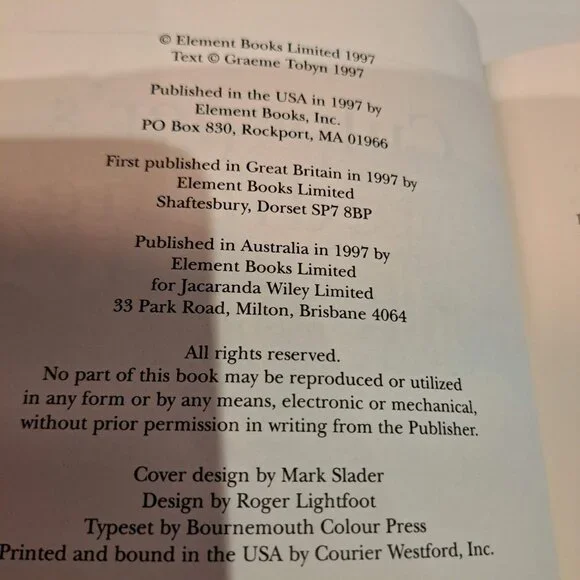 © Element Books Limited 1997
Text © Graeme Tobyn 1997
Published in the USA in 1997 by
Element Books, Inc.
PO Box 830, Rockport, MA 01966
First published in Great Britain in 1997 by
Element Books Limited
Shaftesbury, Dorset SP7 8BP
Published in Australia in 1997 by
Element Books Limited
for Jacaranda Wiley Limited
33 Park Road, Milton, Brisbane 4064
All rights reserved.
No part of this book may be reproduced or utilized
in any form or by any means, electronic or mechanical,
without prior permission in writing from the Publisher.
Cover design by Mark Slader
Design by Roger Lightfoot
Typeset by Bournemouth Colour Press
Printed and bound in the USA by Courier Westford, Inc.